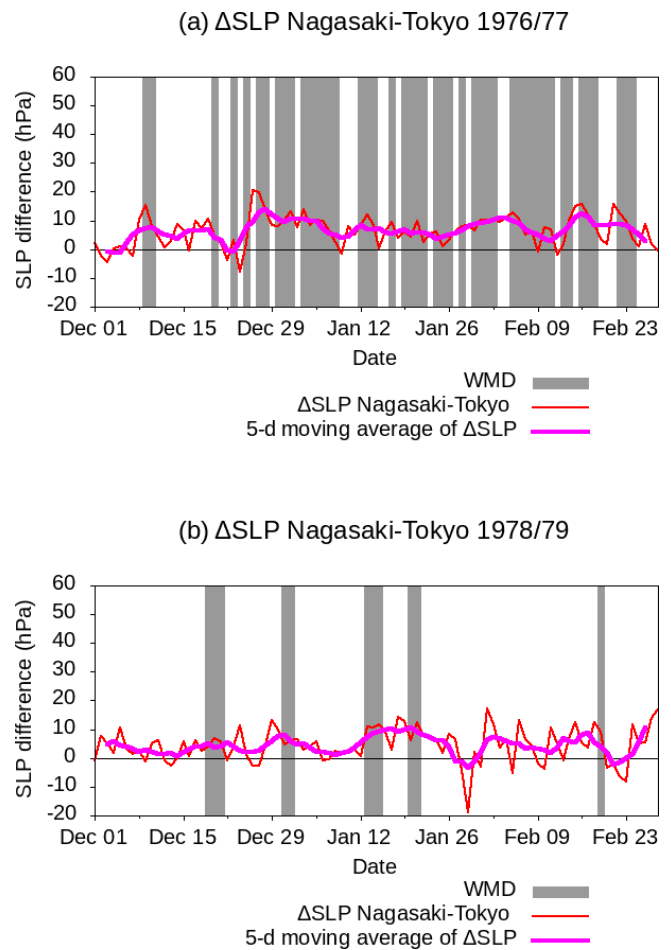 (a) ΔSLP Nagasaki-Tokyo 1976/77
60
50
40
30
20
10
0
-10
-20
SLP difference (hPa)
Dec 01 Dec 15 Dec 29 Jan 12 Jan 26 Feb 09 Feb 23
Date
WMD
ΔSLP Nagasaki-Tokyo
5-d moving average of ΔSLP
(b) ΔSLP Nagasaki-Tokyo 1978/79
60
50
40
30
20
10
0
-10
-20
SLP difference (hPa)
Dec 01 Dec 15 Dec 29 Jan 12 Jan 26 Feb 09 Feb 23
Date
WMD
ΔSLP Nagasaki-Tokyo
5-d moving average of ΔSLP